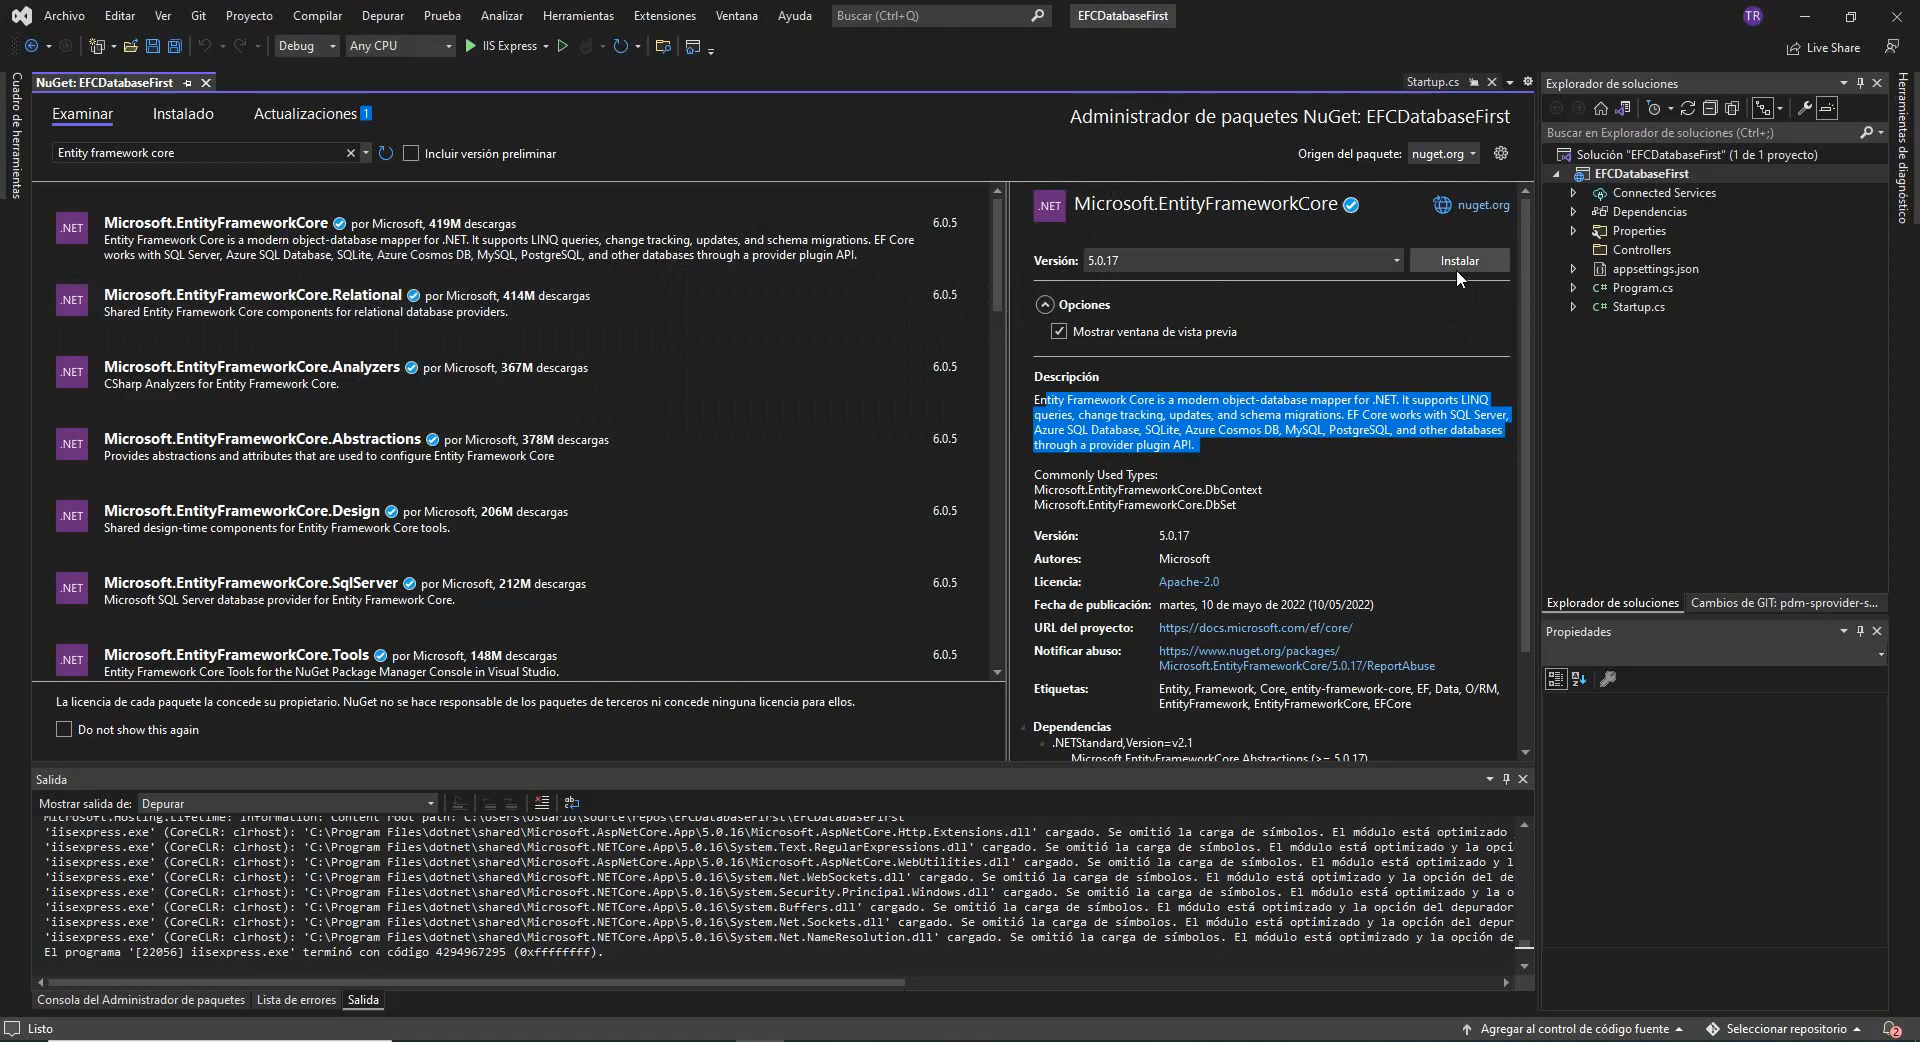 Archivo Editar Ver Git Proyecto Compilar Depurar Prueba Analizar Herramientas Extensiones Ventana Ayuda Buscar (Ctrl+Q) EFCDatabaseFirst TR
Debug Any CPU IIS Express Live Share
Cuadro de herramientas
NuGet: EFCDatabaseFirst
Startup.cs
Examinar Instalado Actualizaciones 1
Administrador de paquetes NuGet: EFCDatabaseFirst
Entity framework core
Incluir versión preliminar
Origen del paquete: nuget.org
.NET Microsoft.EntityFrameworkCore por Microsoft, 419M descargas 6.0.5
Entity Framework Core is a modern object-database mapper for .NET. It supports LINQ queries, change tracking, updates, and schema migrations. EF Core
works with SQL Server, Azure SQL Database, SQLite, Azure Cosmos DB, MySQL, PostgreSQL, and other databases through a provider plugin API.
.NET Microsoft.EntityFrameworkCore.Relational por Microsoft, 414M descargas 6.0.5
Shared Entity Framework Core components for relational database providers.
.NET Microsoft.EntityFrameworkCore.Analyzers por Microsoft, 367M descargas 6.0.5
CSharp Analyzers for Entity Framework Core.
.NET Microsoft.EntityFrameworkCore.Abstractions por Microsoft, 378M descargas 6.0.5
Provides abstractions and attributes that are used to configure Entity Framework Core
.NET Microsoft.EntityFrameworkCore.Design por Microsoft, 206M descargas 6.0.5
Shared design-time components for Entity Framework Core tools.
.NET Microsoft.EntityFrameworkCore.SqlServer por Microsoft, 212M descargas 6.0.5
Microsoft SQL Server database provider for Entity Framework Core.
.NET Microsoft.EntityFrameworkCore.Tools por Microsoft, 148M descargas 6.0.5
Entity Framework Core Tools for the NuGet Package Manager Console in Visual Studio.
La licencia de cada paquete la concede su propietario. NuGet no se hace responsable de los paquetes de terceros ni concede ninguna licencia para ellos.
Do not show this again
.NET Microsoft.EntityFrameworkCore nuget.org
Versión: 5.0.17 Instalar
Opciones
Mostrar ventana de vista previa
Descripción
Entity Framework Core is a modern object-database mapper for .NET. It supports LINQ
queries, change tracking, updates, and schema migrations. EF Core works with SQL Server,
Azure SQL Database, SQLite, Azure Cosmos DB, MySQL, PostgreSQL, and other databases
through a provider plugin API.
Commonly Used Types:
Microsoft.EntityFrameworkCore.DbContext
Microsoft.EntityFrameworkCore.DbSet
Versión: 5.0.17
Autores: Microsoft
Licencia: Apache-2.0
Fecha de publicación: martes, 10 de mayo de 2022 (10/05/2022)
URL del proyecto: https://docs.microsoft.com/ef/core/
Notificar abuso: https://www.nuget.org/packages/
Microsoft.EntityFrameworkCore/5.0.17/ReportAbuse
Etiquetas: Entity, Framework, Core, entity-framework-core, EF, Data, O/RM,
EntityFramework, EntityFrameworkCore, EFCore
Dependencias
.NETStandard,Version=v2.1
Microsoft.EntityFrameworkCore.Abstractions (>= 5.0.17)
Explorador de soluciones
Buscar en Explorador de soluciones (Ctrl+;)
Solución "EFCDatabaseFirst" (1 de 1 proyecto)
EFCDatabaseFirst
Connected Services
Dependencias
Properties
Controllers
appsettings.json
C# Program.cs
C# Startup.cs
Explorador de soluciones Cambios de GIT: pdm-sprovider-s...
Propiedades
Herramientas de diagnóstico
Salida
Mostrar salida de: Depurar
Microsoft.Hosting.Lifetime: Information: Content root path: C:\Users\Usuario\source\repos\EFCDatabaseFirst\EFCDatabaseFirst
'iisexpress.exe' (CoreCLR: clrhost): 'C:\Program Files\dotnet\shared\Microsoft.AspNetCore.App\5.0.16\Microsoft.AspNetCore.Http.Extensions.dll' cargado. Se omitió la carga de símbolos. El módulo está optimizado
'iisexpress.exe' (CoreCLR: clrhost): 'C:\Program Files\dotnet\shared\Microsoft.NETCore.App\5.0.16\System.Text.RegularExpressions.dll' cargado. Se omitió la carga de símbolos. El módulo está optimizado y la opci
'iisexpress.exe' (CoreCLR: clrhost): 'C:\Program Files\dotnet\shared\Microsoft.AspNetCore.App\5.0.16\Microsoft.AspNetCore.WebUtilities.dll' cargado. Se omitió la carga de símbolos. El módulo está optimizado y l
'iisexpress.exe' (CoreCLR: clrhost): 'C:\Program Files\dotnet\shared\Microsoft.NETCore.App\5.0.16\System.Net.WebSockets.dll' cargado. Se omitió la carga de símbolos. El módulo está optimizado y la opción del de
'iisexpress.exe' (CoreCLR: clrhost): 'C:\Program Files\dotnet\shared\Microsoft.NETCore.App\5.0.16\System.Security.Principal.Windows.dll' cargado. Se omitió la carga de símbolos. El módulo está optimizado y la o
'iisexpress.exe' (CoreCLR: clrhost): 'C:\Program Files\dotnet\shared\Microsoft.NETCore.App\5.0.16\System.Buffers.dll' cargado. Se omitió la carga de símbolos. El módulo está optimizado y la opción del depurador
'iisexpress.exe' (CoreCLR: clrhost): 'C:\Program Files\dotnet\shared\Microsoft.NETCore.App\5.0.16\System.Net.Sockets.dll' cargado. Se omitió la carga de símbolos. El módulo está optimizado y la opción del depur
'iisexpress.exe' (CoreCLR: clrhost): 'C:\Program Files\dotnet\shared\Microsoft.NETCore.App\5.0.16\System.Net.NameResolution.dll' cargado. Se omitió la carga de símbolos. El módulo está optimizado y la opción de
El programa '[22056] iisexpress.exe' terminó con código 4294967295 (0xffffffff).
Consola del Administrador de paquetes Lista de errores Salida
Listo Agregar al control de código fuente Seleccionar repositorio 2